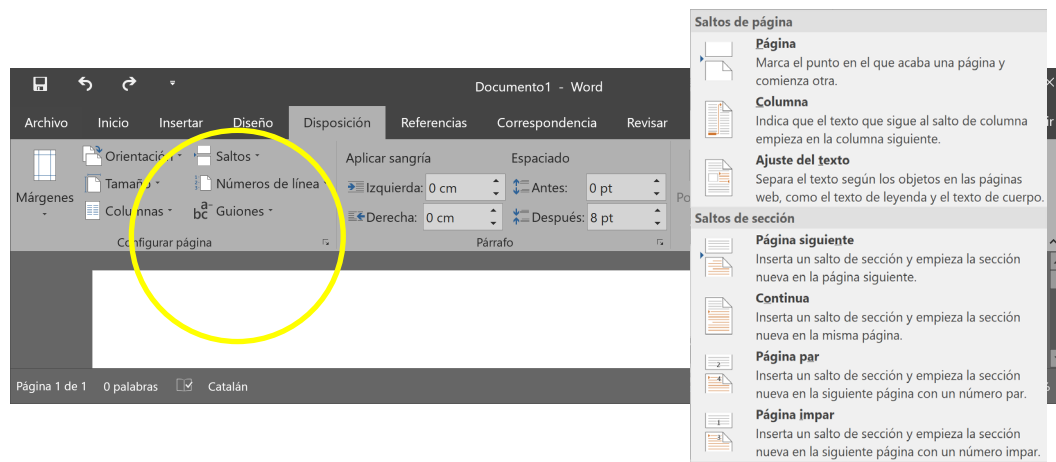 Documento1 - Word
Archivo Inicio Insertar Diseño Disposición Referencias Correspondencia Revisar
Orientación Saltos Aplicar sangría Espaciado
Márgenes Tamaño Números de línea Izquierda: 0 cm Antes: 0 pt
Columnas Guiones Derecha: 0 cm Después: 8 pt
Configurar página Párrafo
Página 1 de 1 0 palabras Catalán
Saltos de página
Página
Marca el punto en el que acaba una página y
comienza otra.
Columna
Indica que el texto que sigue al salto de columna
empieza en la columna siguiente.
Ajuste del texto
Separa el texto según los objetos en las páginas
web, como el texto de leyenda y el texto de cuerpo.
Saltos de sección
Página siguiente
Inserta un salto de sección y empieza la sección
nueva en la página siguiente.
Continua
Inserta un salto de sección y empieza la sección
nueva en la misma página.
Página par
Inserta un salto de sección y empieza la sección
nueva en la siguiente página con un número par.
Página impar
Inserta un salto de sección y empieza la sección
nueva en la siguiente página con un número impar.